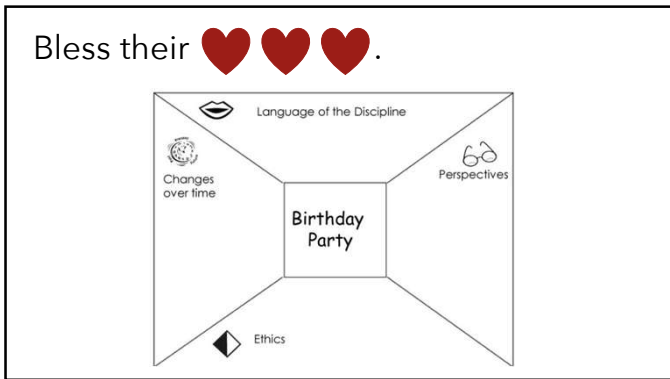 Bless their ❤❤❤.
Language of the Discipline
Changes
over time
Perspectives
Birthday
Party
Ethics